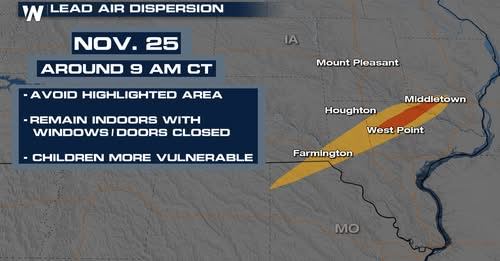 W LEAD AIR DISPERSION
NOV. 25
AROUND 9 AM CT
- AVOID HIGHLIGHTED AREA
- REMAIN INDOORS WITH
WINDOWS/DOORS CLOSED
- CHILDREN MORE VULNERABLE
IA
Mount Pleasant
Middletown
Houghton
West Point
Farmington
MO